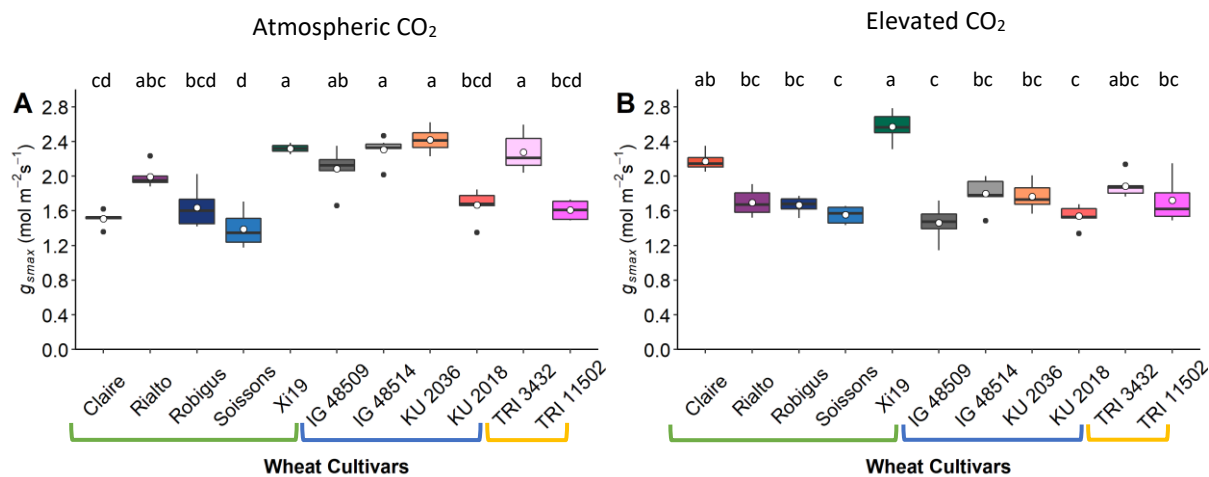 Atmospheric CO₂
cd abc bcd d a ab a a bcd a bcd
A
2.8
2.4
2.0
1.6
1.2
0.8
0.4
0.0
gsmax (mol m⁻²s⁻¹)
Claire
Rialto
Robigus
Soissons
Xi19
IG 48509
IG 48514
KU 2036
KU 2018
TRI 3432
TRI 11502
Wheat Cultivars
Elevated CO₂
ab bc bc c a c bc bc c abc bc
B
2.8
2.4
2.0
1.6
1.2
0.8
0.4
0.0
gsmax (mol m⁻²s⁻¹)
Claire
Rialto
Robigus
Soissons
Xi19
IG 48509
IG 48514
KU 2036
KU 2018
TRI 3432
TRI 11502
Wheat Cultivars